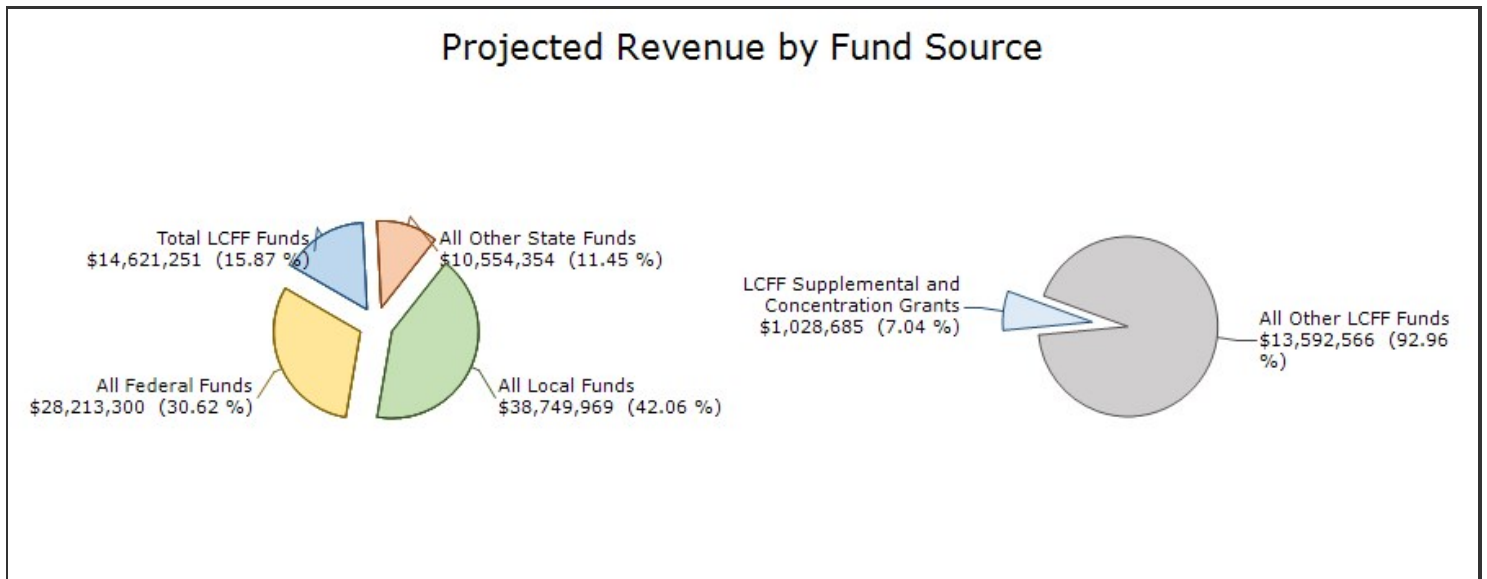 Projected Revenue by Fund Source
Total LCFF Funds
$14,621,251  (15.87 %)
All Other State Funds
$10,554,354  (11.45 %)
All Federal Funds
$28,213,300  (30.62 %)
All Local Funds
$38,749,969  (42.06 %)
LCFF Supplemental and
Concentration Grants
$1,028,685  (7.04 %)
All Other LCFF Funds
$13,592,566  (92.96
%)